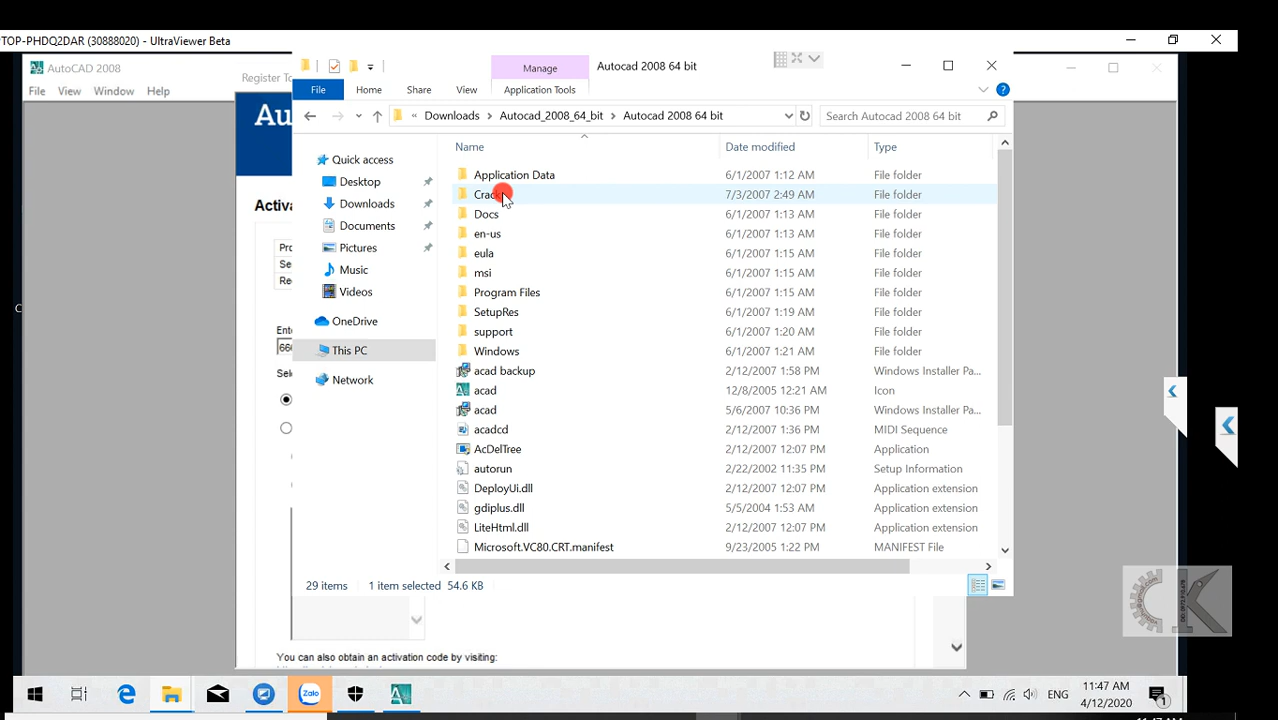 TOP-PHDQ2DAR (30888020) - UltraViewer Beta
AutoCAD 2008
File View Window Help
Register To
Au
Activa
Pro
Se
Re
Ente
66
Sel
Manage
Autocad 2008 64 bit
File Home Share View Application Tools
« Downloads > Autocad_2008_64_bit > Autocad 2008 64 bit
Search Autocad 2008 64 bit
Quick access
Desktop
Downloads
Documents
Pictures
Music
Videos
OneDrive
This PC
Network
Name Date modified Type
Application Data 6/1/2007 1:12 AM File folder
Crack 7/3/2007 2:49 AM File folder
Docs 6/1/2007 1:13 AM File folder
en-us 6/1/2007 1:13 AM File folder
eula 6/1/2007 1:15 AM File folder
msi 6/1/2007 1:15 AM File folder
Program Files 6/1/2007 1:15 AM File folder
SetupRes 6/1/2007 1:19 AM File folder
support 6/1/2007 1:20 AM File folder
Windows 6/1/2007 1:21 AM File folder
acad backup 2/12/2007 1:58 PM Windows Installer Pa...
acad 12/8/2005 12:21 AM Icon
acad 5/6/2007 10:36 PM Windows Installer Pa...
acadcd 2/12/2007 1:36 PM MIDI Sequence
AcDelTree 2/12/2007 12:07 PM Application
autorun 2/22/2002 11:35 PM Setup Information
DeployUi.dll 2/12/2007 12:07 PM Application extension
gdiplus.dll 5/5/2004 1:53 AM Application extension
LiteHtml.dll 2/12/2007 12:07 PM Application extension
Microsoft.VC80.CRT.manifest 9/23/2005 1:22 PM MANIFEST File
29 items 1 item selected 54.6 KB
You can also obtain an activation code by visiting:
CK
Zalo
ENG
11:47 AM
4/12/2020
1